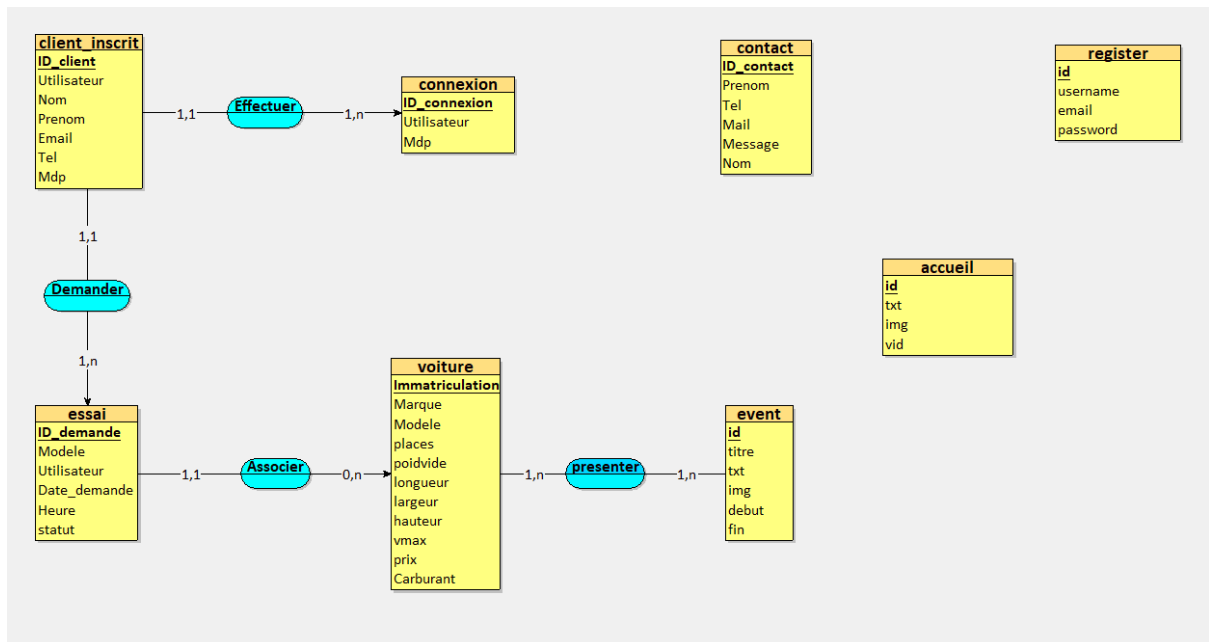 client_inscrit
ID_client
Utilisateur
Nom
Prenom
Email
Tel
Mdp
1,1
Effectuer
1,n
connexion
ID_connexion
Utilisateur
Mdp
contact
ID_contact
Prenom
Tel
Mail
Message
Nom
register
id
username
email
password
1,1
Demander
1,n
accueil
id
txt
img
vid
essai
ID_demande
Modele
Utilisateur
Date_demande
Heure
statut
1,1
Associer
0,n
voiture
Immatriculation
Marque
Modele
places
poidvide
longueur
largeur
hauteur
vmax
prix
Carburant
1,n
presenter
1,n
event
id
titre
txt
img
debut
fin